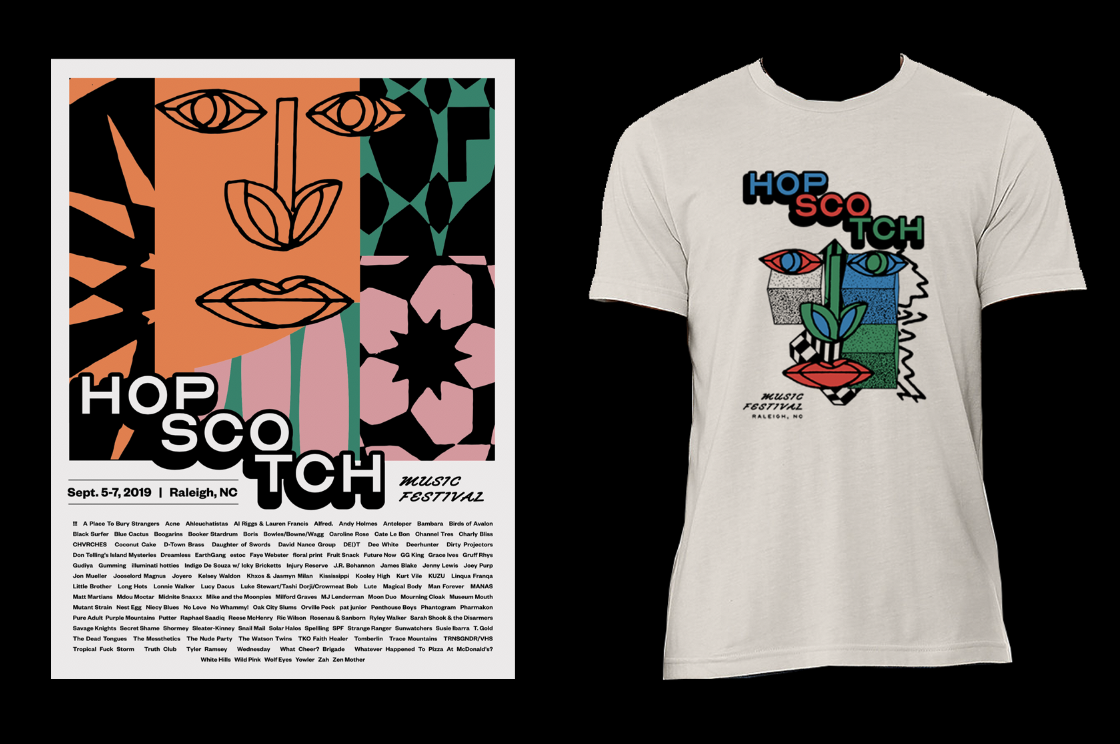 HOP
SCO
TCH
MUSIC
FESTIVAL
Sept. 5-7, 2019 | Raleigh, NC
!!! A Place To Bury Strangers Acne Ahleuchatistas Al Riggs & Lauren Francis Alfred. Andy Holmes Anteloper Bambara Birds of Avalon
Black Surfer Blue Cactus Boogarins Booker Stardrum Boris Bowles/Bowne/Wagg Caroline Rose Cate Le Bon Channel Tres Charly Bliss
CHVRCHES Coconut Cake D-Town Brass Daughter of Swords David Nance Group DE()T Dee White Deerhunter Dirty Projectors
Don Telling's Island Mysteries Dreamless EarthGang estoc Faye Webster floral print Fruit Snack Future Now GG King Grace Ives Gruff Rhys
Gudiya Gumming illuminati hotties Indigo De Souza w/ Icky Bricketts Injury Reserve J.R. Bohannon James Blake Jenny Lewis Joey Purp
Jon Mueller Jooselord Magnus Joyero Kelsey Waldon Khxos & Jasmyn Milan Kississippi Kooley High Kurt Vile KUZU Linqua Franqa
Little Brother Long Hots Lonnie Walker Lucy Dacus Luke Stewart/Tashi Dorji/Crowmeat Bob Lute Magical Body Man Forever MANAS
Matt Martians Mdou Moctar Midnite Snaxxx Mike and the Moonpies Milford Graves MJ Lenderman Moon Duo Mourning Cloak Museum Mouth
Mutant Strain Nest Egg Niecy Blues No Love No Whammy! Oak City Slums Orville Peck pat junior Penthouse Boys Phantogram Pharmakon
Pure Adult Purple Mountains Putter Raphael Saadiq Reese McHenry Ric Wilson Rosenau & Sanborn Ryley Walker Sarah Shook & the Disarmers
Savage Knights Secret Shame Shormey Sleater-Kinney Snail Mail Solar Halos Spellling SPF Strange Ranger Sunwatchers Susie Ibarra T. Gold
The Dead Tongues The Messthetics The Nude Party The Watson Twins TKO Faith Healer Tomberlin Trace Mountains TRNSGNDR/VHS
Tropical Fuck Storm Truth Club Tyler Ramsey Wednesday What Cheer? Brigade Whatever Happened To Pizza At McDonald's?
White Hills Wild Pink Wolf Eyes Yowler Zah Zen Mother
HOP
SCO
TCH
MUSIC
FESTIVAL
RALEIGH, NC